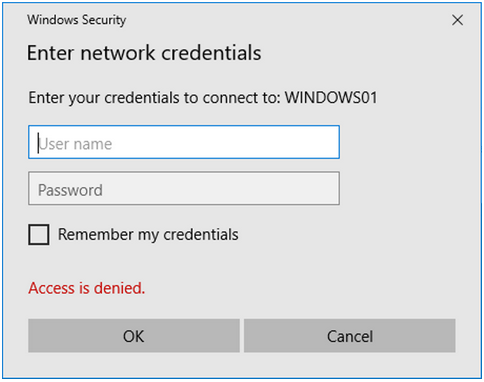 Windows Security
Enter network credentials
Enter your credentials to connect to: WINDOWS01
User name
Password
Remember my credentials
Access is denied.
OK
Cancel